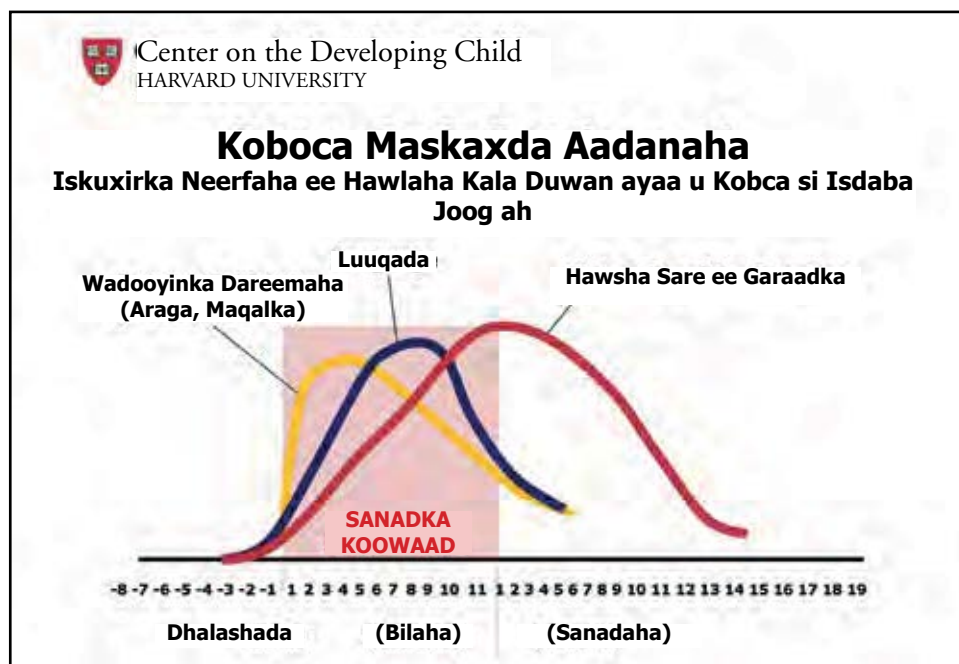 Center on the Developing Child
HARVARD UNIVERSITY
Koboca Maskaxda Aadanaha
Iskuxirka Neerfaha ee Hawlaha Kala Duwan ayaa u Kobca si Isdaba
Joog ah
Luuqada
Wadooyinka Dareemaha
(Araga, Maqalka)
Hawsha Sare ee Garaadka
SANADKA
KOOWAAD
-8 -7 -6 -5 -4 -3 -2 -1 1 2 3 4 5 6 7 8 9 10 11 1 2 3 4 5 6 7 8 9 10 11 12 13 14 15 16 17 18 19
Dhalashada (Bilaha) (Sanadaha)